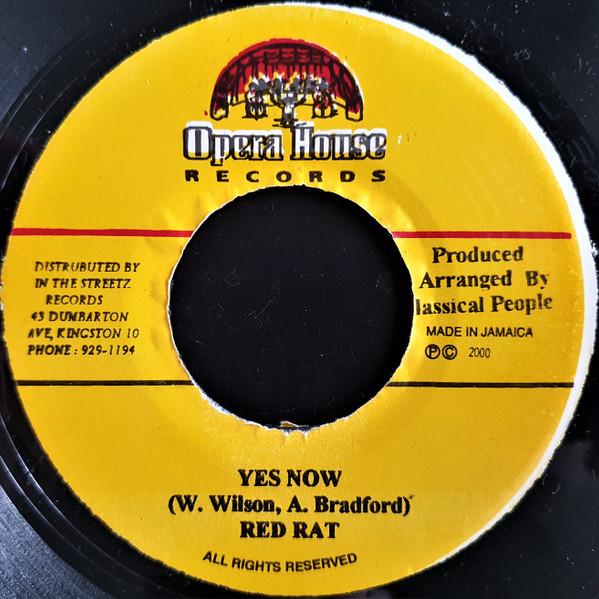 Opera House
RECORDS
DISTRUBUTED BY
IN THE STREETZ
RECORDS
43 DUMBARTON
AVE, KINGSTON 10
PHONE : 929-1194
Produced
Arranged By
lassical People
MADE IN JAMAICA
℗© 2000
YES NOW
(W. Wilson, A. Bradford)
RED RAT
ALL RIGHTS RESERVED